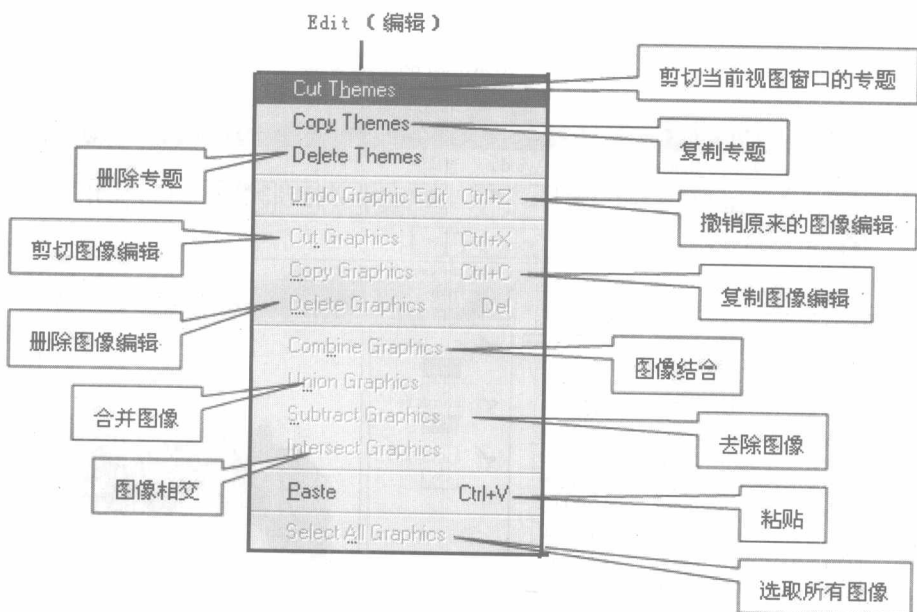 Edit （编辑）
剪切当前视图窗口的专题
Cut Themes
Copy Themes
复制专题
Delete Themes
删除专题
Undo Graphic Edit Ctrl+Z
撤销原来的图像编辑
Cut Graphics Ctrl+X
剪切图像编辑
Copy Graphics Ctrl+C
复制图像编辑
Delete Graphics Del
删除图像编辑
Combine Graphics
图像结合
Union Graphics
合并图像
Subtract Graphics
去除图像
Intersect Graphics
图像相交
Paste Ctrl+V
粘贴
Select All Graphics
选取所有图像